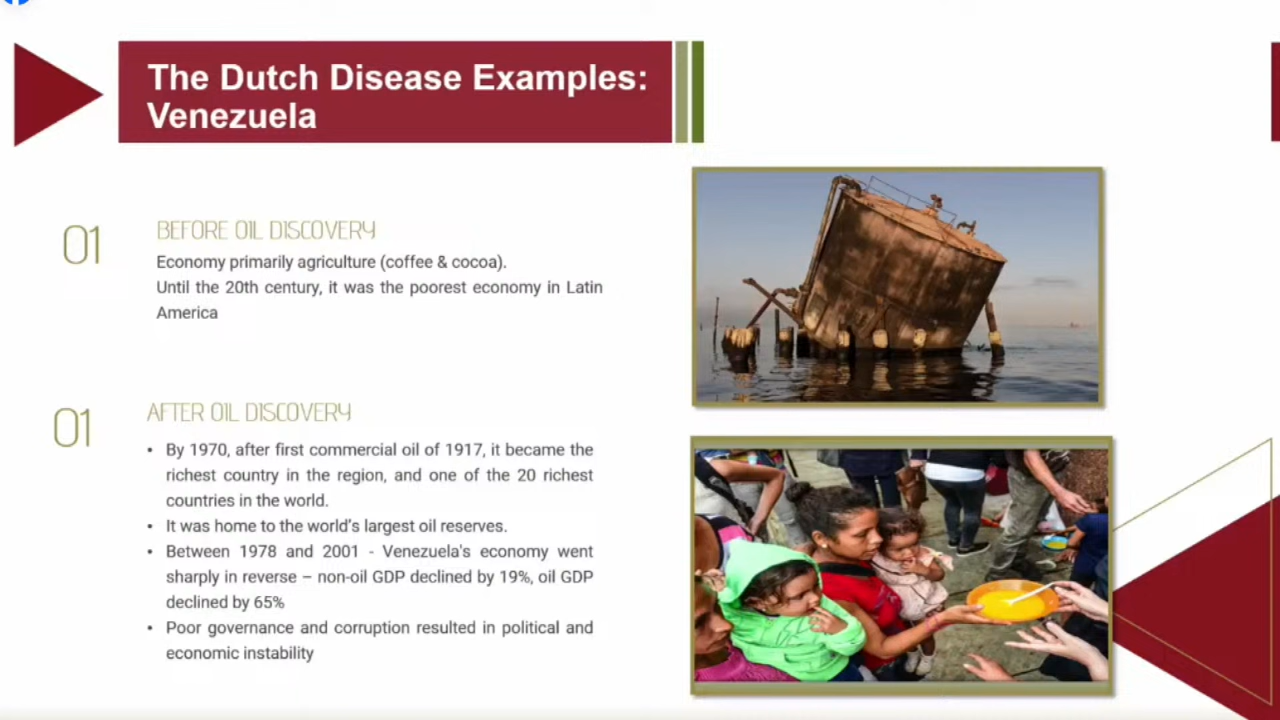 The Dutch Disease Examples:
Venezuela
01
BEFORE OIL DISCOVERY
Economy primarily agriculture (coffee & cocoa).
Until the 20th century, it was the poorest economy in Latin
America
01
AFTER OIL DISCOVERY
• By 1970, after first commercial oil of 1917, it became the
richest country in the region, and one of the 20 richest
countries in the world.
• It was home to the world's largest oil reserves.
• Between 1978 and 2001 - Venezuela's economy went
sharply in reverse – non-oil GDP declined by 19%, oil GDP
declined by 65%
• Poor governance and corruption resulted in political and
economic instability